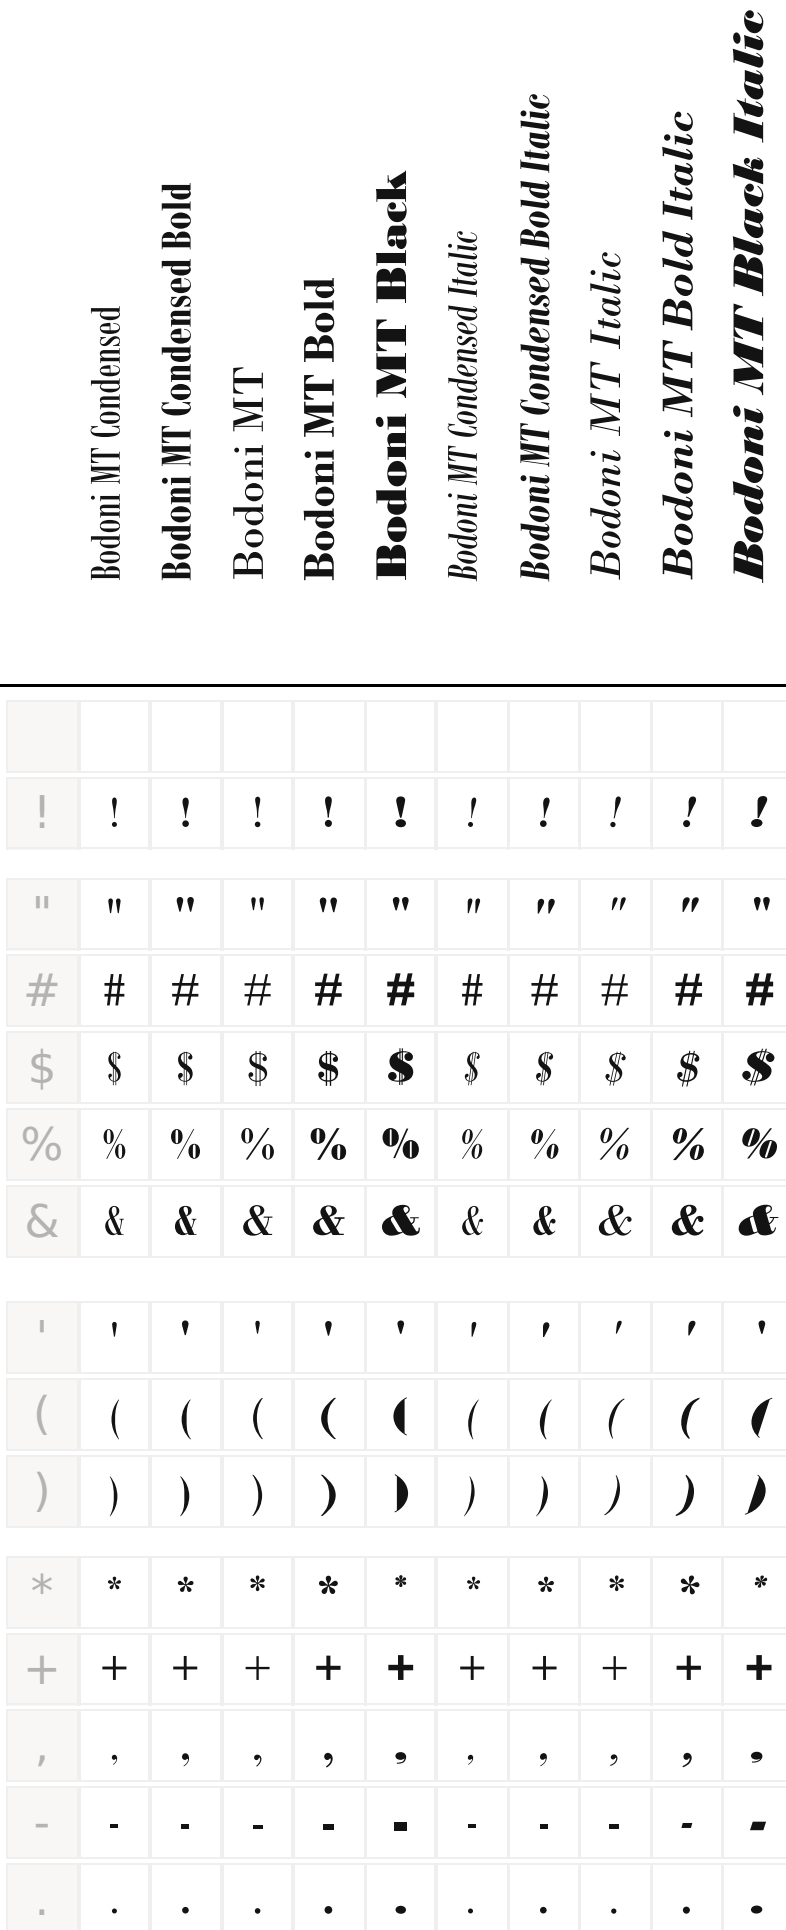 Bodoni MT Condensed
Bodoni MT Condensed Bold
Bodoni MT
Bodoni MT Bold
Bodoni MT Black
Bodoni MT Condensed Italic
Bodoni MT Condensed Bold Italic
Bodoni MT Italic
Bodoni MT Bold Italic
Bodoni MT Black Italic
! ! ! ! ! ! ! ! ! ! !
" " " " " " " " " " "
# # # # # # # # # # #
$ $ $ $ $ $ $ $ $ $ $
% % % % % % % % % % %
& & & & & & & & & & &
' ' ' ' ' ' ' ' ' ' '
( ( ( ( ( ( ( ( ( ( (
) ) ) ) ) ) ) ) ) ) )
* * * * * * * * * * *
+ + + + + + + + + + +
, , , , , , , , , , ,
- - - - - - - - - - -
. . . . . . . . . . .